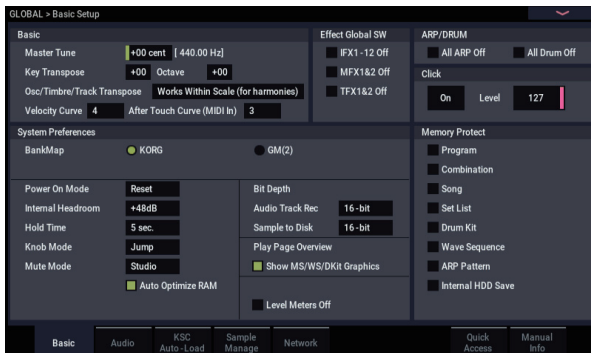 GLOBAL > Basic Setup
Basic
Master Tune +00 cent [ 440.00 Hz]
Key Transpose +00 Octave +00
Osc/Timbre/Track Transpose Works Within Scale (for harmonies)
Velocity Curve 4 After Touch Curve (MIDI In) 3
Effect Global SW
IFX1-12 Off
MFX1&2 Off
TFX1&2 Off
ARP/DRUM
All ARP Off All Drum Off
Click
On Level 127
System Preferences
BankMap KORG GM(2)
Power On Mode Reset
Internal Headroom +48dB
Hold Time 5 sec.
Knob Mode Jump
Mute Mode Studio
Auto Optimize RAM
Bit Depth
Audio Track Rec 16-bit
Sample to Disk 16-bit
Play Page Overview
Show MS/WS/DKit Graphics
Level Meters Off
Memory Protect
Program
Combination
Song
Set List
Drum Kit
Wave Sequence
ARP Pattern
Internal HDD Save
Basic
Audio
KSC
Auto-Load
Sample
Manage
Network
Quick
Access
Manual
Info